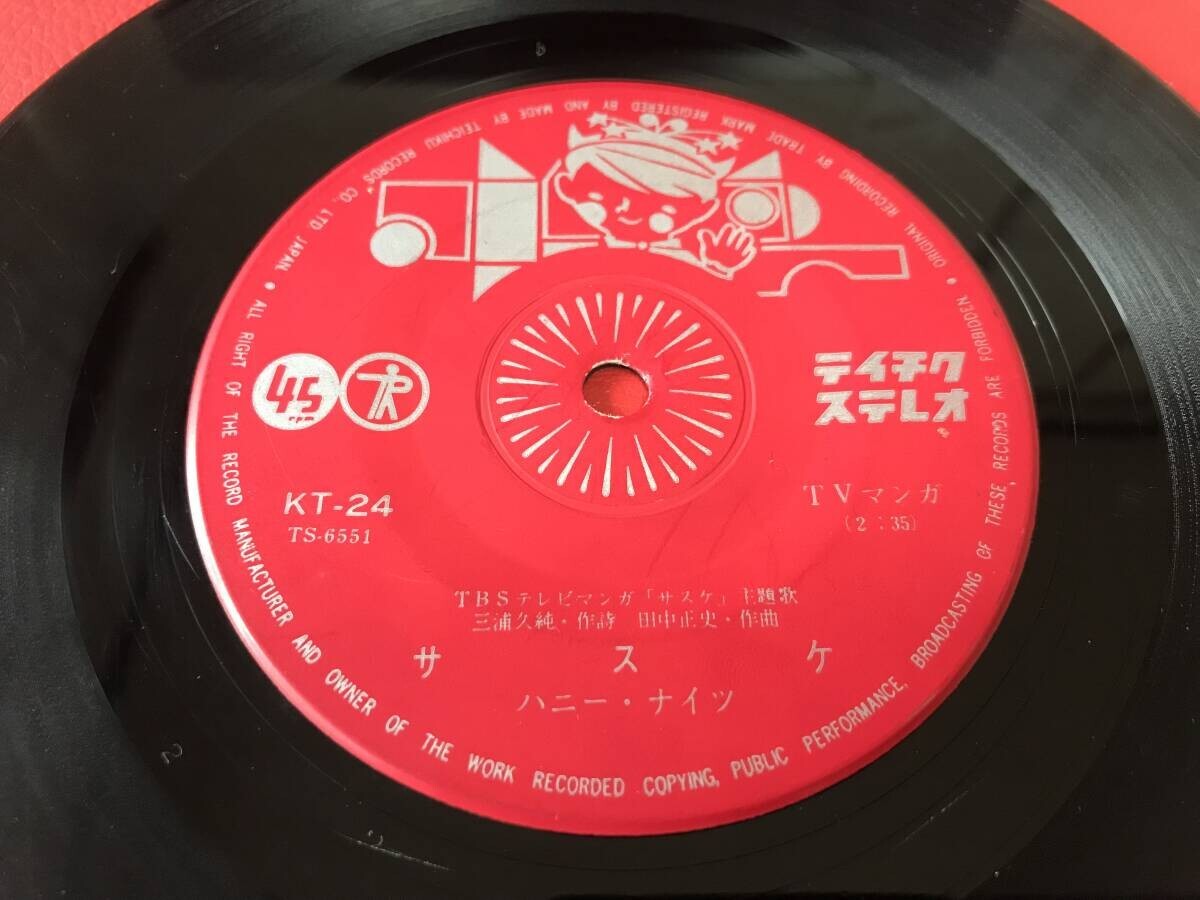 テイチク
ステレオ
45
KT-24
TS-6551
TVマンガ
(2:35)
TBSテレビマンガ「サスケ」主題歌
三浦久純・作詩 田中正史・作曲
サスケ
ハニー・ナイツ
ALL RIGHT OF THE RECORD MANUFACTURER AND OWNER OF THE WORK RECORDED COPYING, PUBLIC PERFORMANCE, BROADCASTING OF THESE RECORDS ARE FORBIDDEN. • ORIGINAL RECORDING BY TRADE MARK REGISTERED BY AND MADE BY TEICHIKU RECORDS CO., LTD JAPAN. •
2